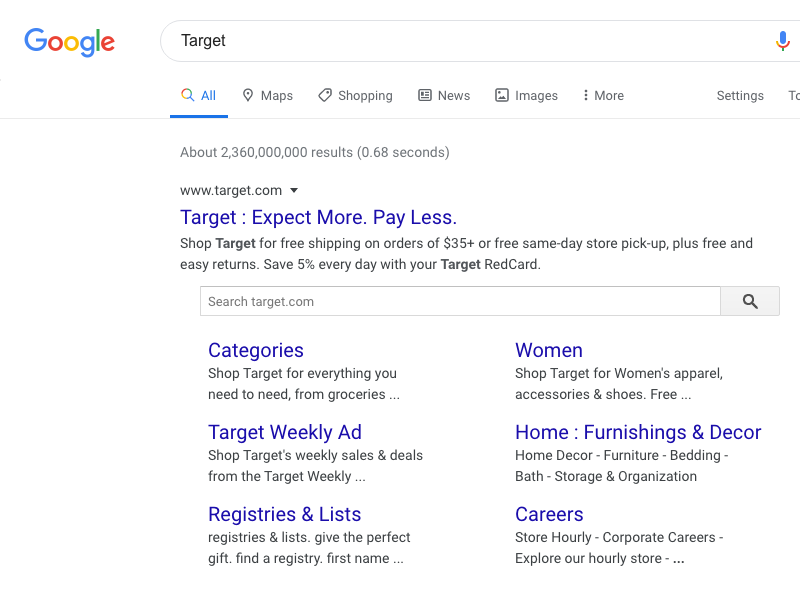 Google
Target
All Maps Shopping News Images More Settings To
About 2,360,000,000 results (0.68 seconds)
www.target.com
Target : Expect More. Pay Less.
Shop Target for free shipping on orders of $35+ or free same-day store pick-up, plus free and
easy returns. Save 5% every day with your Target RedCard.
Search target.com
Categories
Shop Target for everything you
need to need, from groceries ...
Women
Shop Target for Women's apparel,
accessories & shoes. Free ...
Target Weekly Ad
Shop Target's weekly sales & deals
from the Target Weekly ...
Home : Furnishings & Decor
Home Decor - Furniture - Bedding -
Bath - Storage & Organization
Registries & Lists
registries & lists. give the perfect
gift. find a registry. first name ...
Careers
Store Hourly - Corporate Careers -
Explore our hourly store - ...